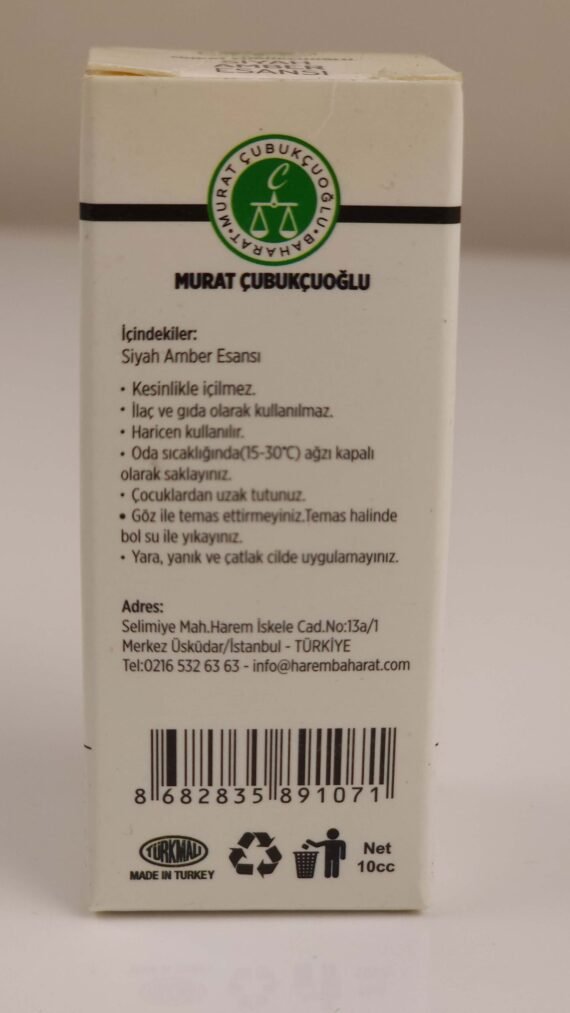 SİYAH
AMBER
ESANSI
MURAT ÇUBUKÇUOĞLU
• BAHARAT •
C
MURAT ÇUBUKÇUOĞLU
İçindekiler:
Siyah Amber Esansı
• Kesinlikle içilmez.
• İlaç ve gıda olarak kullanılmaz.
• Haricen kullanılır.
• Oda sıcaklığında(15-30°C) ağzı kapalı
olarak saklayınız.
• Çocuklardan uzak tutunuz.
• Göz ile temas ettirmeyiniz.Temas halinde
bol su ile yıkayınız.
• Yara, yanık ve çatlak cilde uygulamayınız.
Adres:
Selimiye Mah.Harem İskele Cad.No:13a/1
Merkez Üsküdar/İstanbul - TÜRKİYE
Tel:0216 532 63 63 - info@harembaharat.com
8 682835 891071
TÜRKMALI
MADE IN TURKEY
Net
10cc